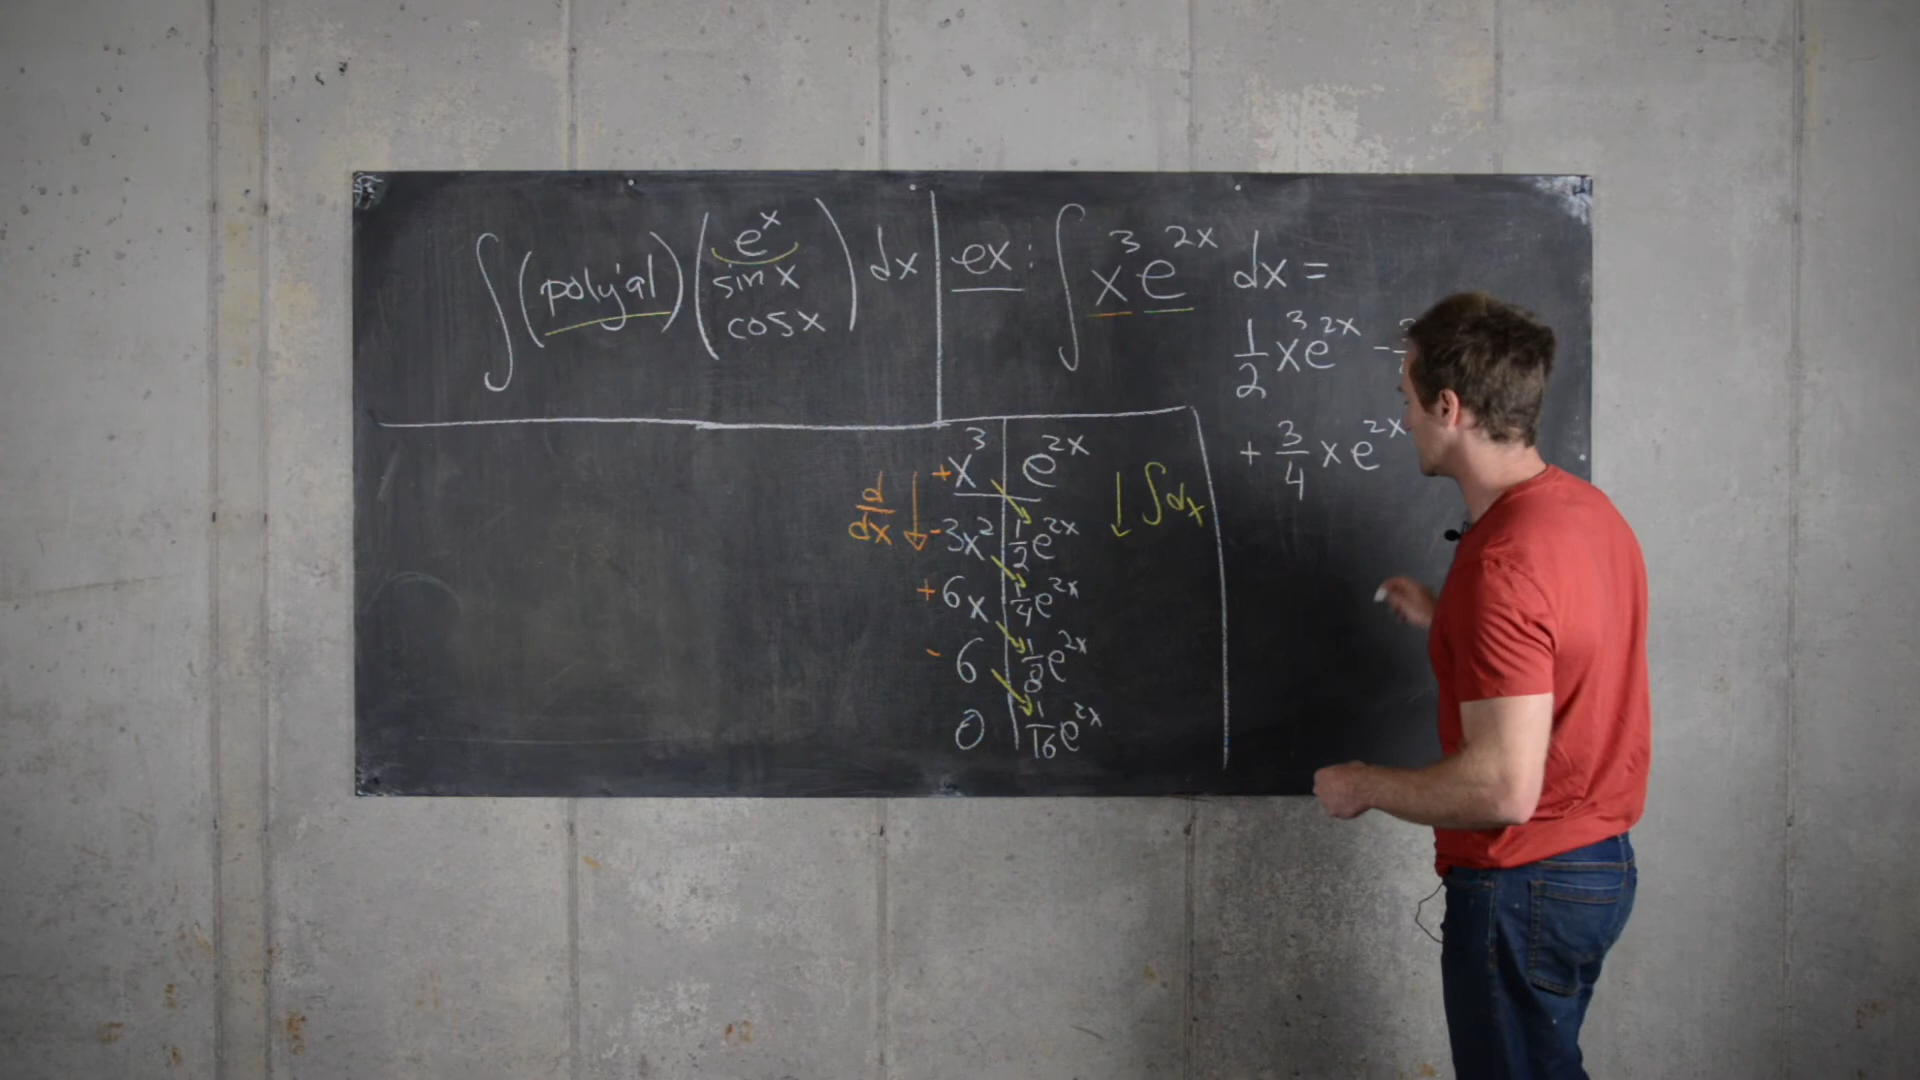 ∫ (poly'al) (e^x sin x cos x) dx
ex: ∫ x^3 e^{2x} dx =
1/2 x^3 e^{2x} -
+ 3/4 x e^{2x}
+ x^3 | e^{2x}
d/dx ↓ - 3x^2 | 1/2 e^{2x} ↓ ∫ dx
+ 6x | 1/4 e^{2x}
- 6 | 1/8 e^{2x}
0 | 1/16 e^{2x}